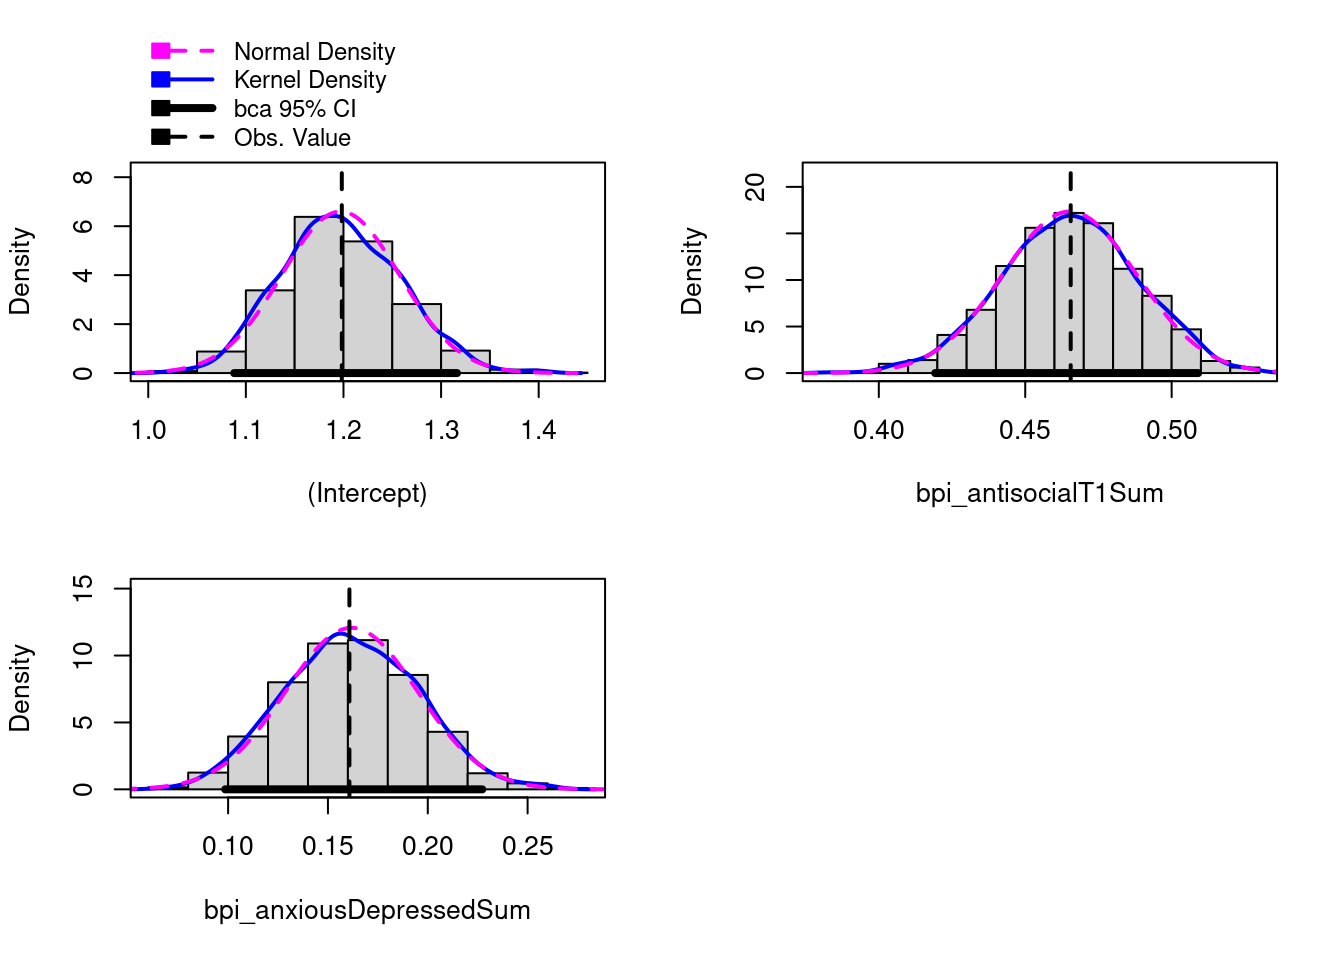 Normal Density
Kernel Density
bca 95% CI
Obs. Value
Density
8
6
4
2
0
1.0 1.1 1.2 1.3 1.4
(Intercept)
Density
20
10
5
0
0.40 0.45 0.50
bpi_antisocialT1Sum
Density
15
10
5
0
0.10 0.15 0.20 0.25
bpi_anxiousDepressedSum